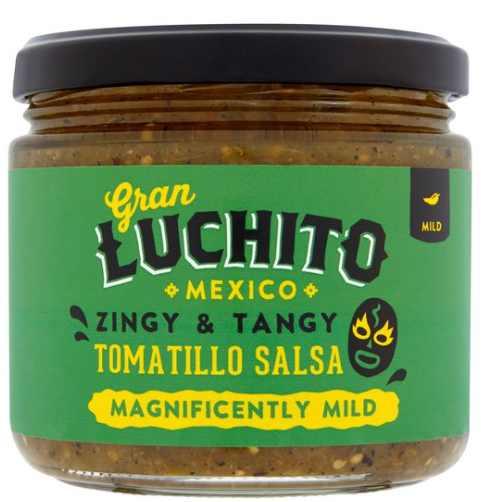 Gran
LUCHITO
MEXICO
ZINGY & TANGY
TOMATILLO SALSA
MAGNIFICENTLY MILD
MILD